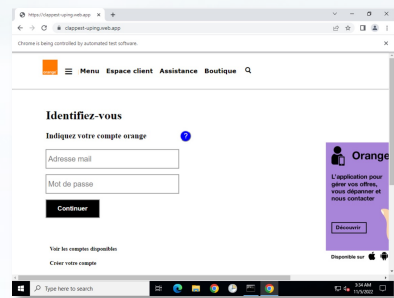 https://clappest-uping.web.app
clappest-uping.web.app
Chrome is being controlled by automated test software.
orange
Menu Espace client Assistance Boutique
Identifiez-vous
Indiquez votre compte orange
?
Adresse mail
Mot de passe
Continuer
Voir les comptes disponibles
Créer votre compte
Orange
L'application pour
gérer vos offres,
vous dépanner et
nous contacter
Découvrir
Disponible sur
Type here to search
3:34 AM
11/5/2022